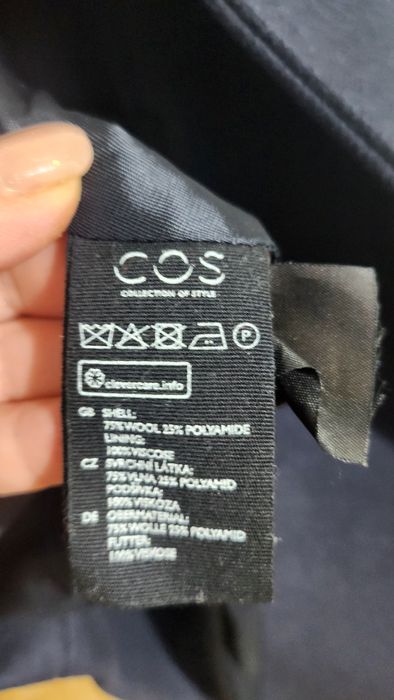 COS
COLLECTION OF STYLE
P
clevercare.info
GB SHELL:
75% WOOL 25% POLYAMIDE
LINING:
100% VISCOSE
CZ SVRCHNÍ LÁTKA:
75% VLNA 25% POLYAMID
PODŠÍVKA:
100% VISKÓZA
DE OBERMATERIAL:
75% WOLLE 25% POLYAMID
FUTTER:
100% VISKOSE